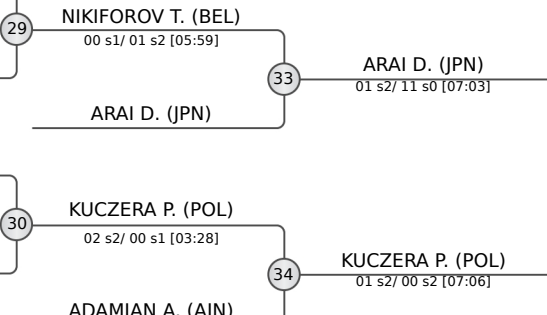 NIKIFOROV T. (BEL)
29
00 s1/ 01 s2 [05:59]
ARAI D. (JPN)
33
01 s2/ 11 s0 [07:03]
ARAI D. (JPN)
KUCZERA P. (POL)
30
02 s2/ 00 s1 [03:28]
KUCZERA P. (POL)
34
01 s2/ 00 s2 [07:06]
ADAMIAN A. (AIN)